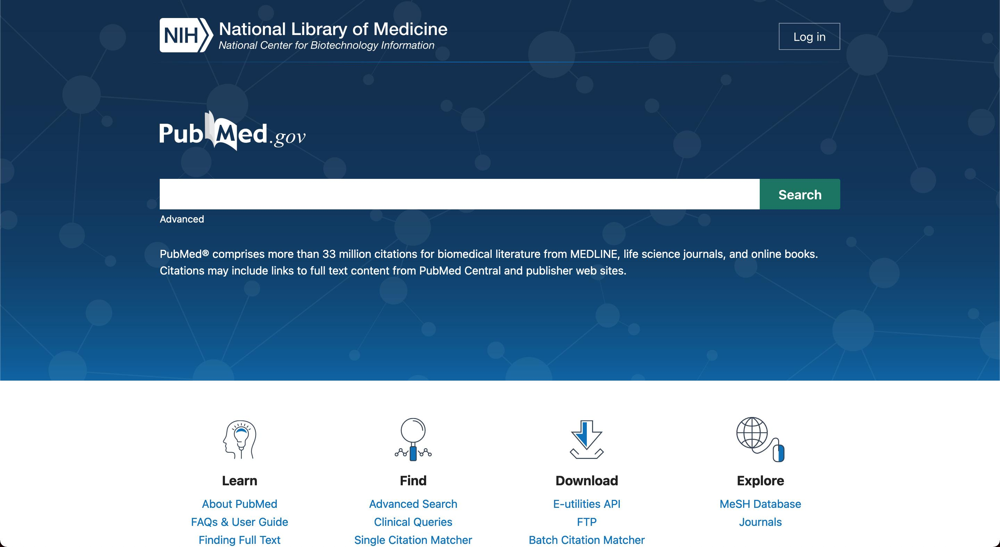 NIH National Library of Medicine
National Center for Biotechnology Information
Log in
PubMed.gov
Search
Advanced
PubMed® comprises more than 33 million citations for biomedical literature from MEDLINE, life science journals, and online books.
Citations may include links to full text content from PubMed Central and publisher web sites.
Learn
About PubMed
FAQs & User Guide
Finding Full Text
Find
Advanced Search
Clinical Queries
Single Citation Matcher
Download
E-utilities API
FTP
Batch Citation Matcher
Explore
MeSH Database
Journals